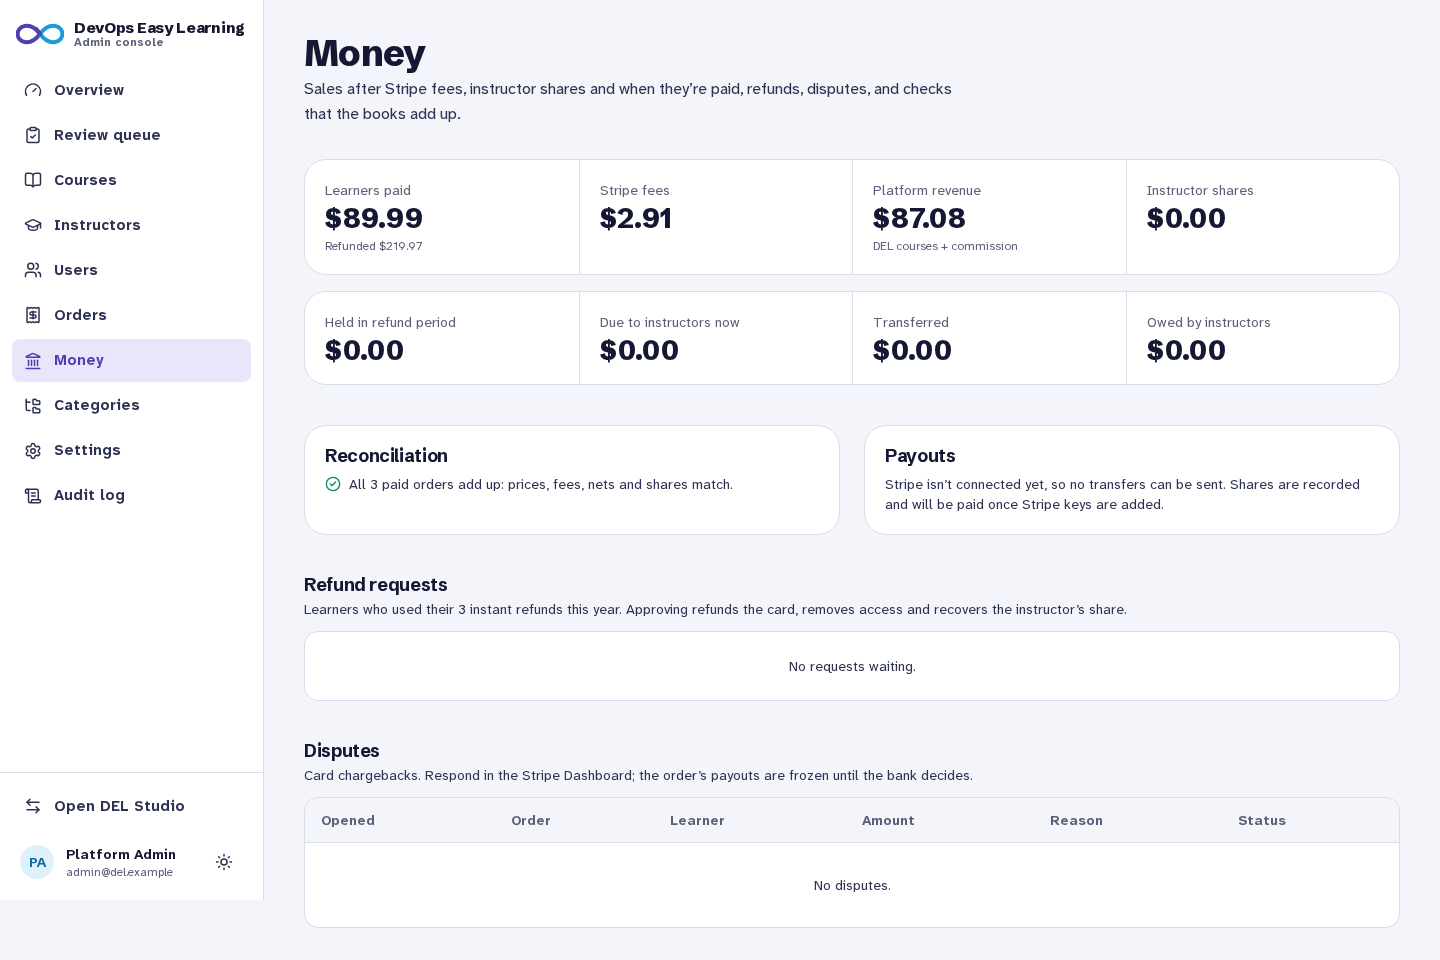 DevOps Easy Learning
Admin console
Overview
Review queue
Courses
Instructors
Users
Orders
Money
Categories
Settings
Audit log
Open DEL Studio
PA
Platform Admin
admin@del.example
Money
Sales after Stripe fees, instructor shares and when they’re paid, refunds, disputes, and checks
that the books add up.
Learners paid
$89.99
Refunded $219.97
Stripe fees
$2.91
Platform revenue
$87.08
DEL courses + commission
Instructor shares
$0.00
Held in refund period
$0.00
Due to instructors now
$0.00
Transferred
$0.00
Owed by instructors
$0.00
Reconciliation
All 3 paid orders add up: prices, fees, nets and shares match.
Payouts
Stripe isn’t connected yet, so no transfers can be sent. Shares are recorded
and will be paid once Stripe keys are added.
Refund requests
Learners who used their 3 instant refunds this year. Approving refunds the card, removes access and recovers the instructor’s share.
No requests waiting.
Disputes
Card chargebacks. Respond in the Stripe Dashboard; the order’s payouts are frozen until the bank decides.
Opened Order Learner Amount Reason Status
No disputes.